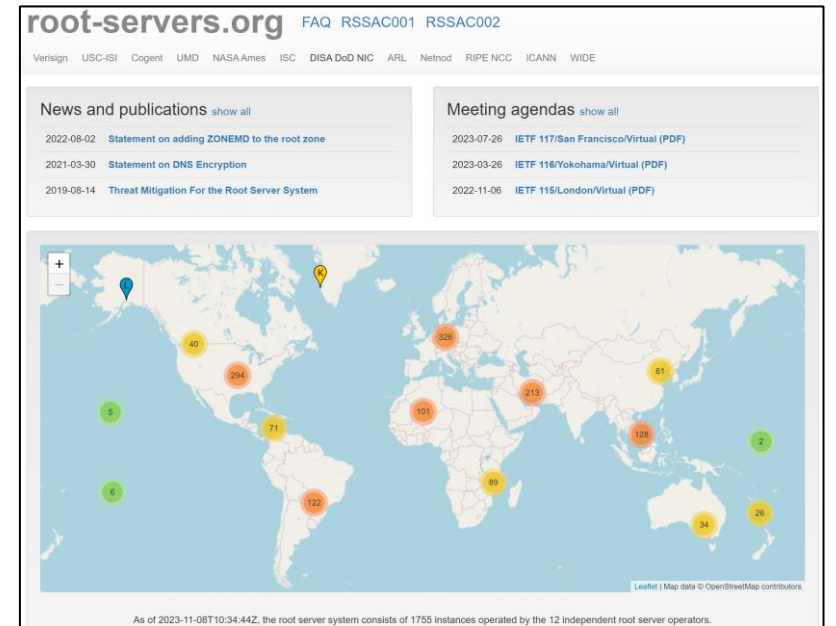 root-servers.org FAQ RSSAC001 RSSAC002
Verisign USC-ISI Cogent UMD NASA Ames ISC DISA DoD NIC ARL Netnod RIPE NCC ICANN WIDE
News and publications show all
2022-08-02 Statement on adding ZONEMD to the root zone
2021-03-30 Statement on DNS Encryption
2019-08-14 Threat Mitigation For the Root Server System
Meeting agendas show all
2023-07-26 IETF 117/San Francisco/Virtual (PDF)
2023-03-26 IETF 116/Yokohama/Virtual (PDF)
2022-11-06 IETF 115/London/Virtual (PDF)
+
−
L
K
40
326
294
61
213
5
101
71
128
2
89
6
122
26
34
Leaflet | Map data © OpenStreetMap contributors
As of 2023-11-08T10:34:44Z, the root server system consists of 1755 instances operated by the 12 independent root server operators.